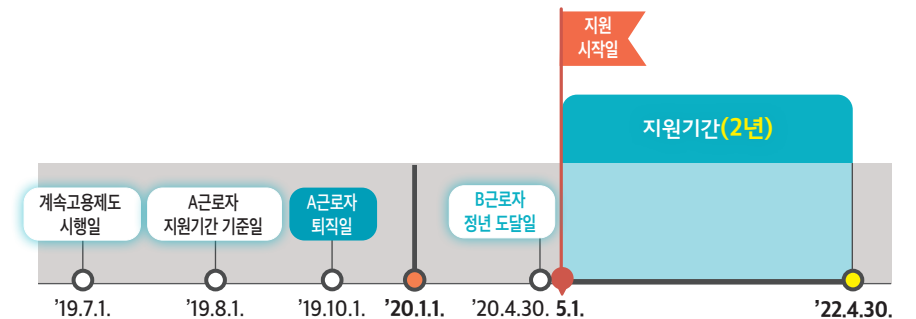 지원
시작일
지원기간(2년)
계속고용제도
시행일
A근로자
지원기간 기준일
A근로자
퇴직일
B근로자
정년 도달일
’19.7.1.
’19.8.1.
’19.10.1.
’20.1.1.
’20.4.30.
5.1.
’22.4.30.